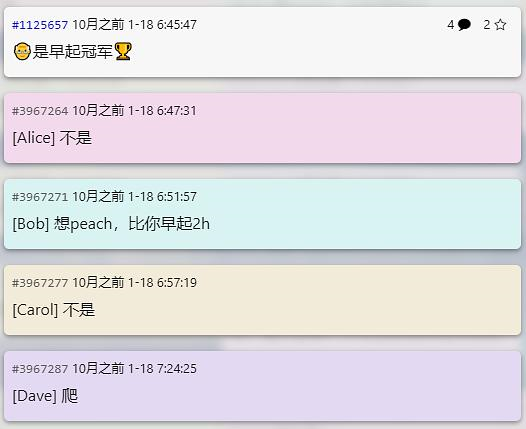 #1125657 10月之前 1-18 6:45:47 4 2
👴是早起冠军🏆
#3967264 10月之前 1-18 6:47:31
[Alice] 不是
#3967271 10月之前 1-18 6:51:57
[Bob] 想peach，比你早起2h
#3967277 10月之前 1-18 6:57:19
[Carol] 不是
#3967287 10月之前 1-18 7:24:25
[Dave] 爬